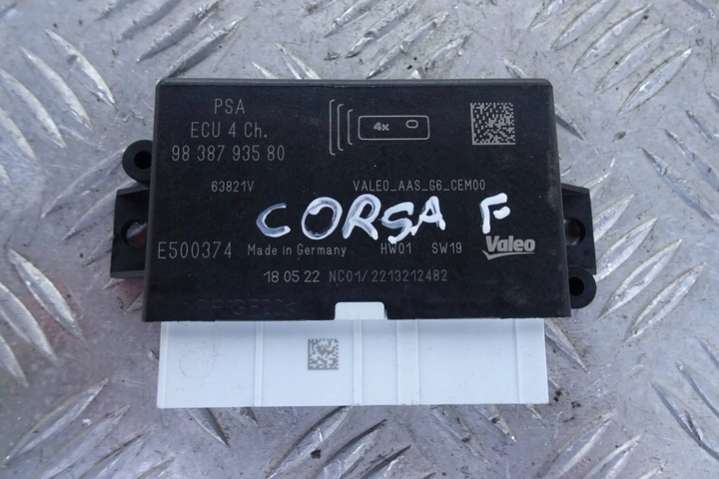 PSA
ECU 4 Ch. 4x
98 387 935 80
63821V VALEO_AAS_G6_CEM00
CORSA F
E500374 Made in Germany HW01 SW19 Valeo
18 05 22 NC01/2213212482